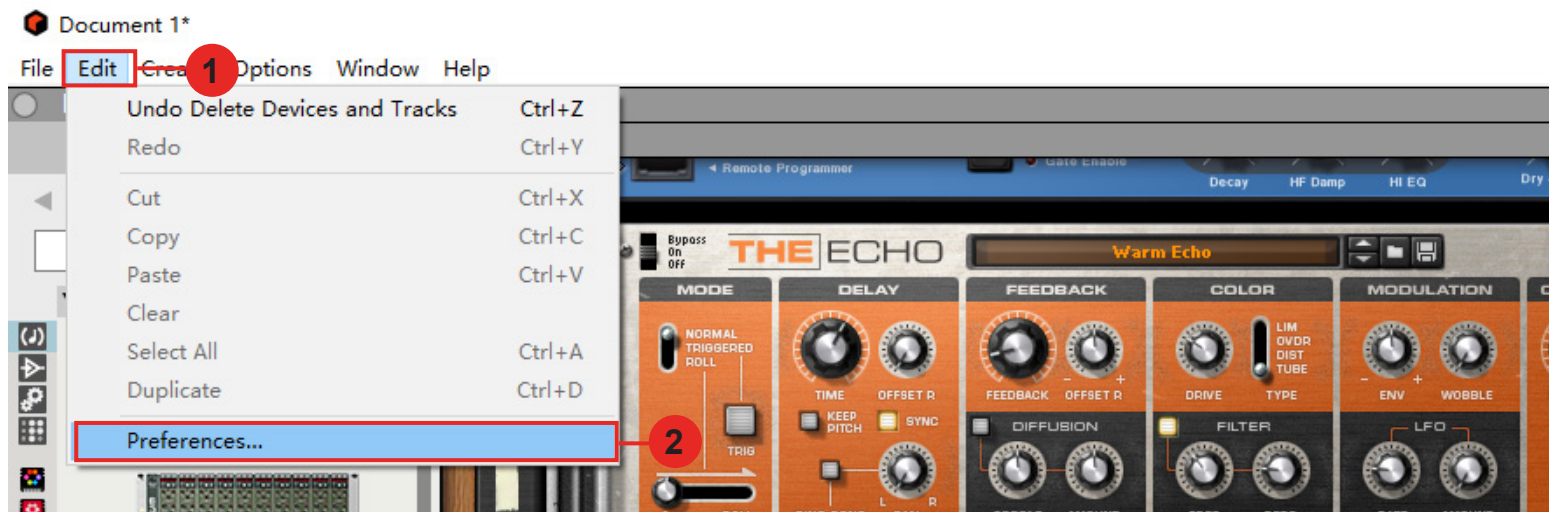 Document 1*
File Edit Options Window Help
1
Undo Delete Devices and Tracks Ctrl+Z
Redo Ctrl+Y
Cut Ctrl+X
Copy Ctrl+C
Paste Ctrl+V
Clear
Select All Ctrl+A
Duplicate Ctrl+D
Preferences...
2
◄ Remote Programmer
Gate Enable
Decay HF Damp HI EQ Dry
Bypass
On
Off
THE ECHO
Warm Echo
MODE DELAY FEEDBACK COLOR MODULATION
NORMAL
TRIGGERED
ROLL
TRIG
TIME OFFSET R
KEEP
PITCH
SYNC
L R
FEEDBACK OFFSET R
- +
DIFFUSION
LIM
OVDR
DIST
TUBE
DRIVE TYPE
FILTER
- +
ENV WOBBLE
LFO